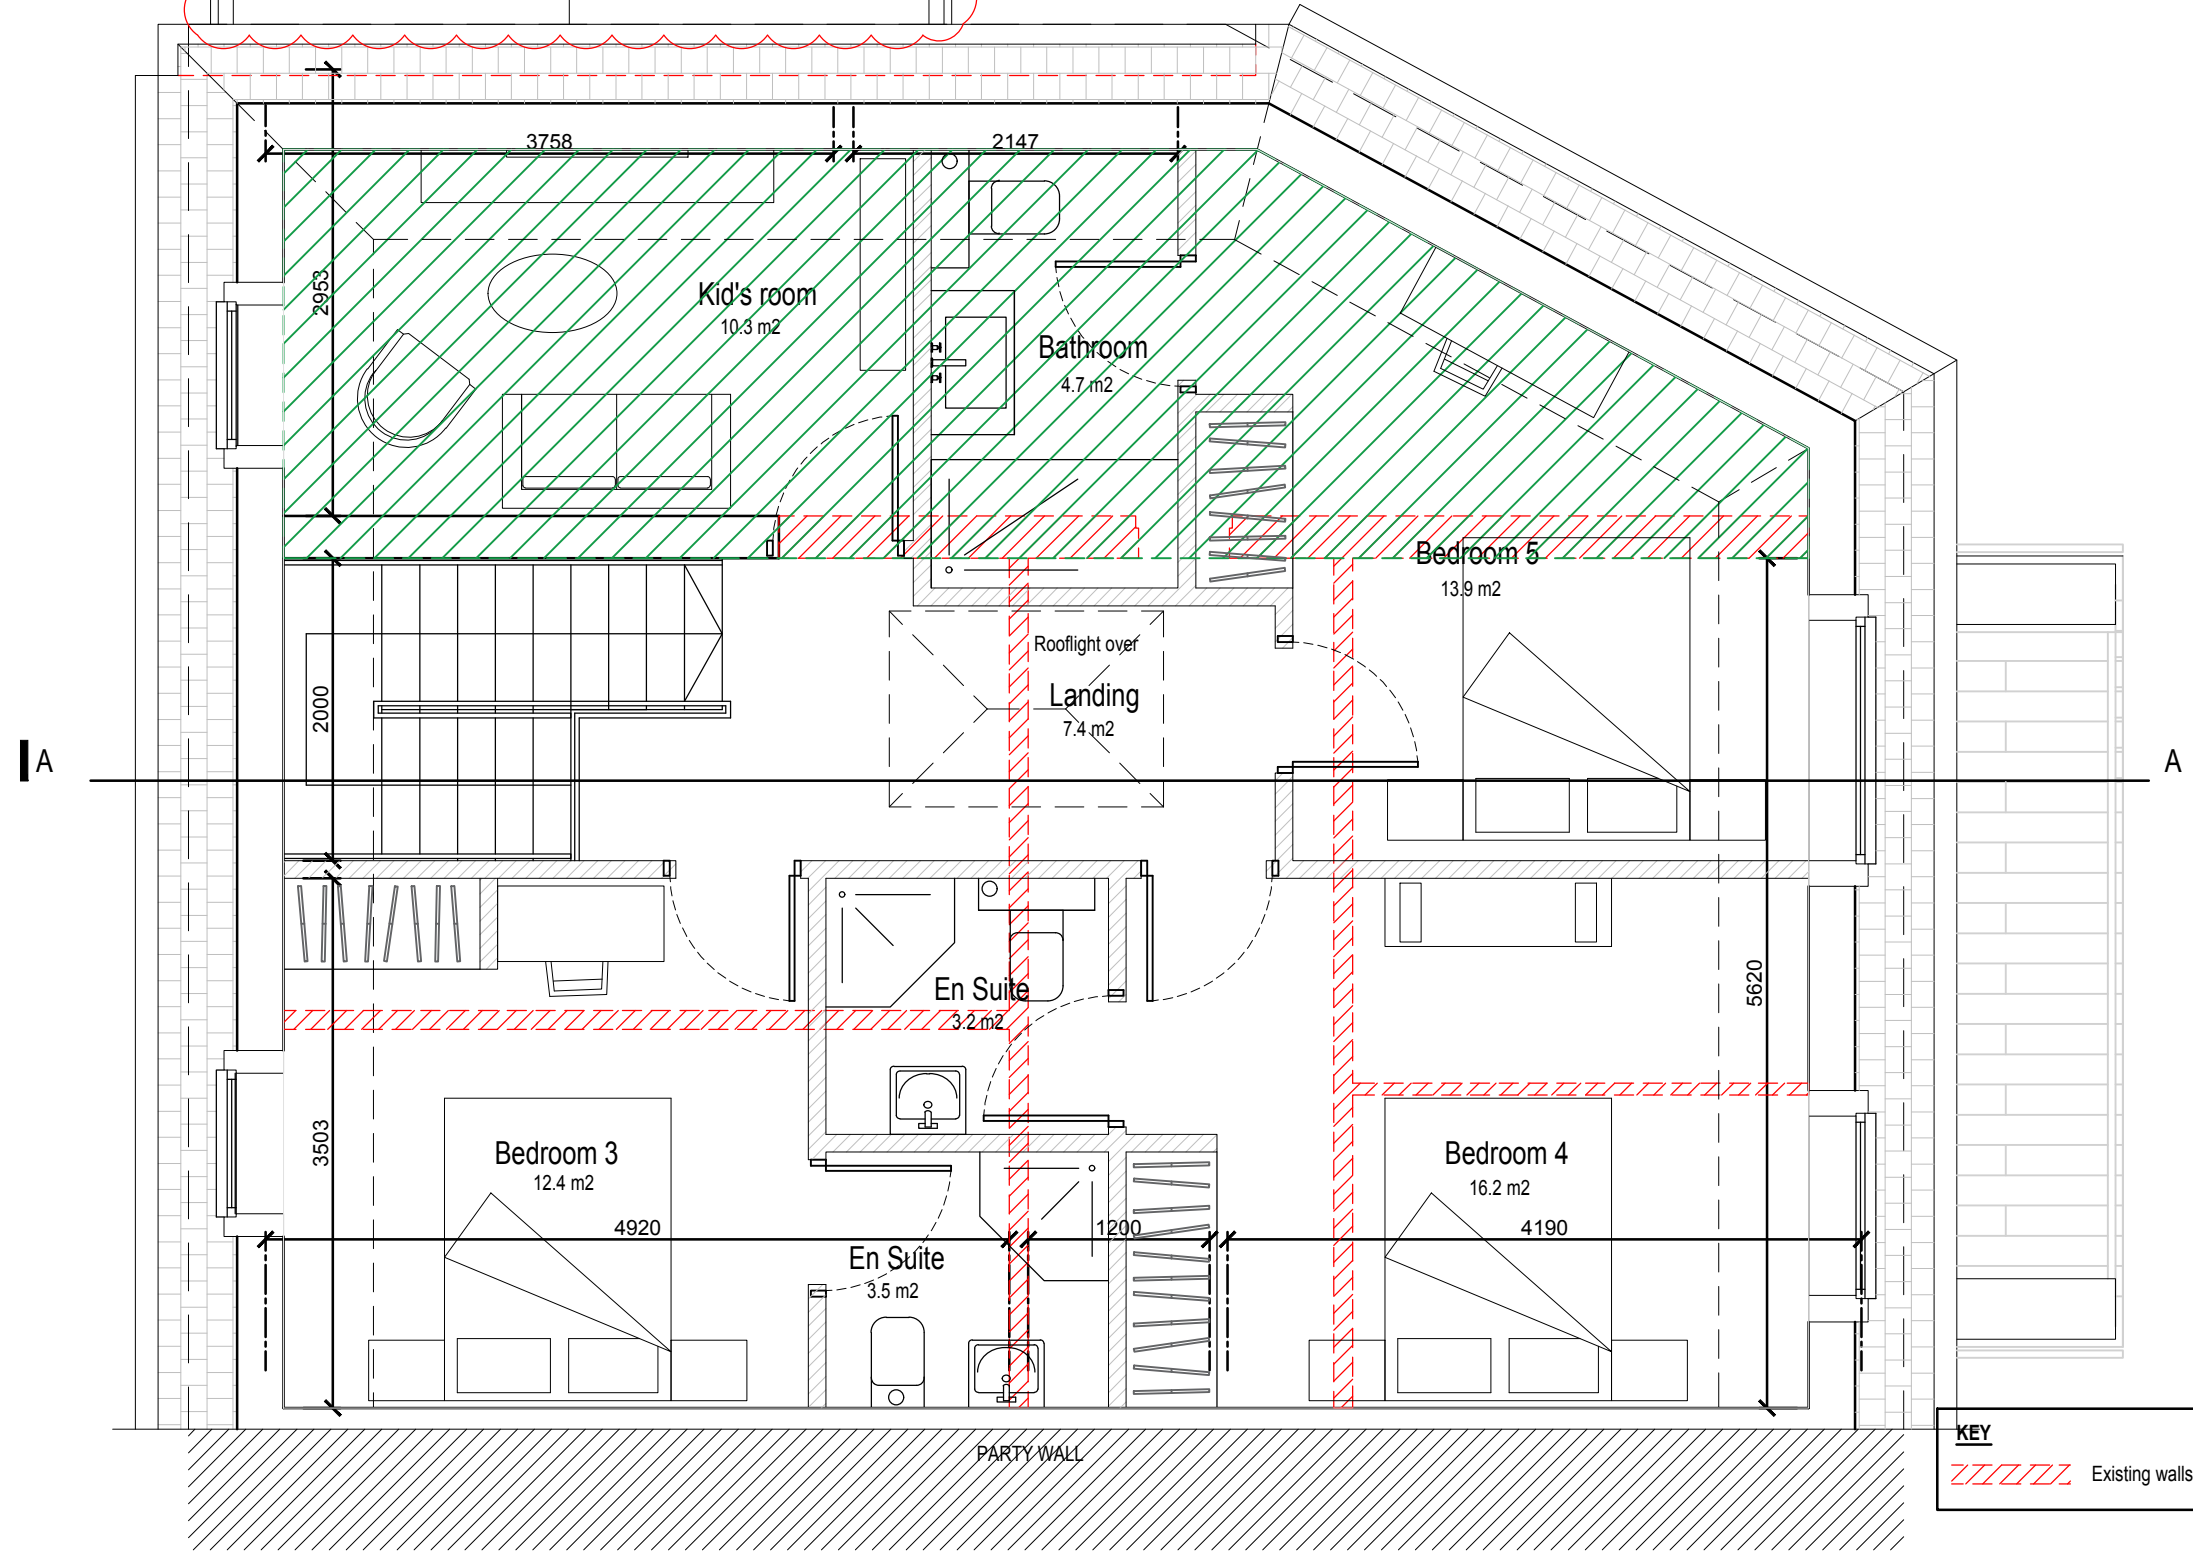 3758
2147
2953
Kid's room
10.3 m2
Bathroom
4.7 m2
Bedroom 5
13.9 m2
Rooflight over
Landing
7.4 m2
2000
A
A
En Suite
3.2 m2
5620
3503
Bedroom 3
12.4 m2
Bedroom 4
16.2 m2
4920
1200
4190
En Suite
3.5 m2
PARTY WALL
KEY
Existing walls